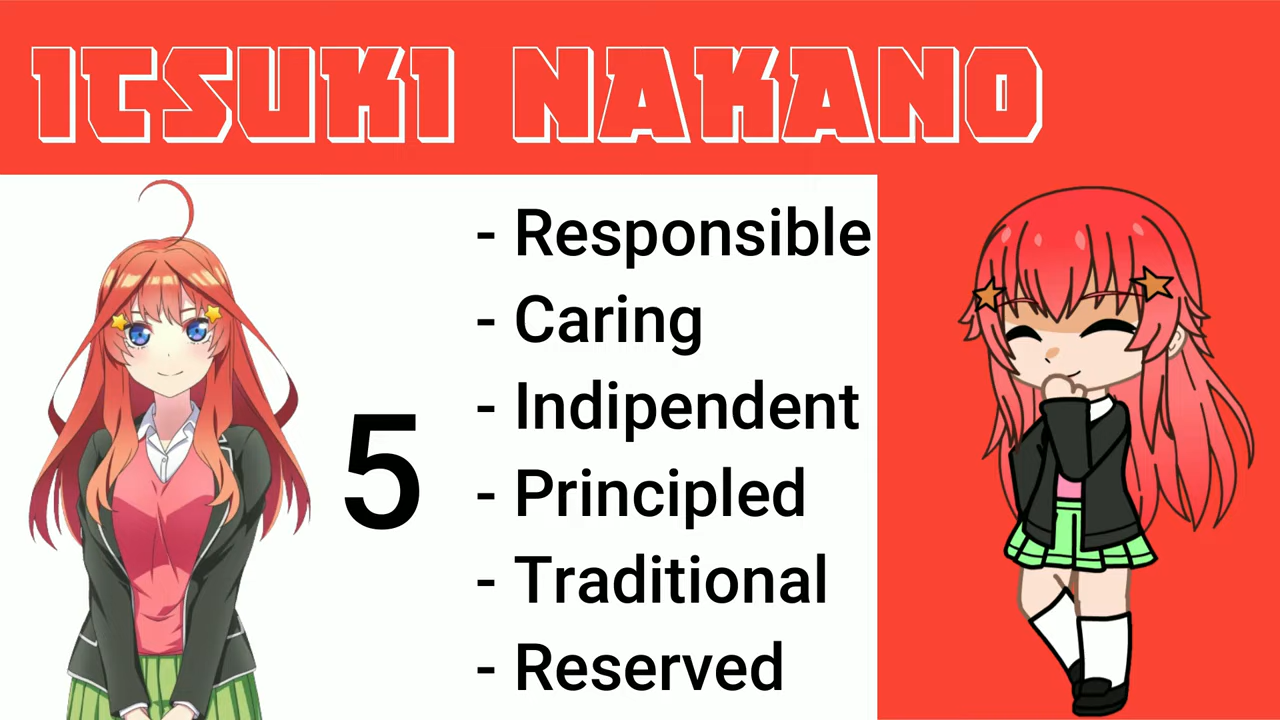 ITSUKI NAKANO
5
- Responsible
- Caring
- Indipendent
- Principled
- Traditional
- Reserved